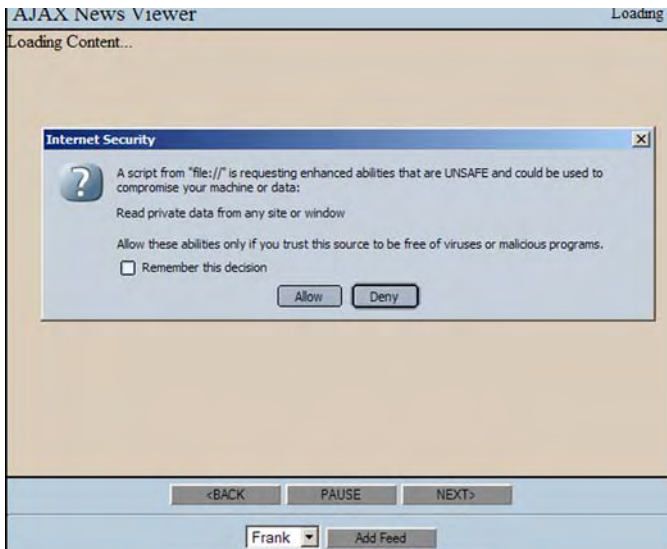 AJAX News Viewer
Loading
Loading Content...
Internet Security
A script from "file://" is requesting enhanced abilities that are UNSAFE and could be used to
compromise your machine or data:
Read private data from any site or window
Allow these abilities only if you trust this source to be free of viruses or malicious programs.
Remember this decision
Allow
Deny
<BACK
PAUSE
NEXT>
Frank
Add Feed